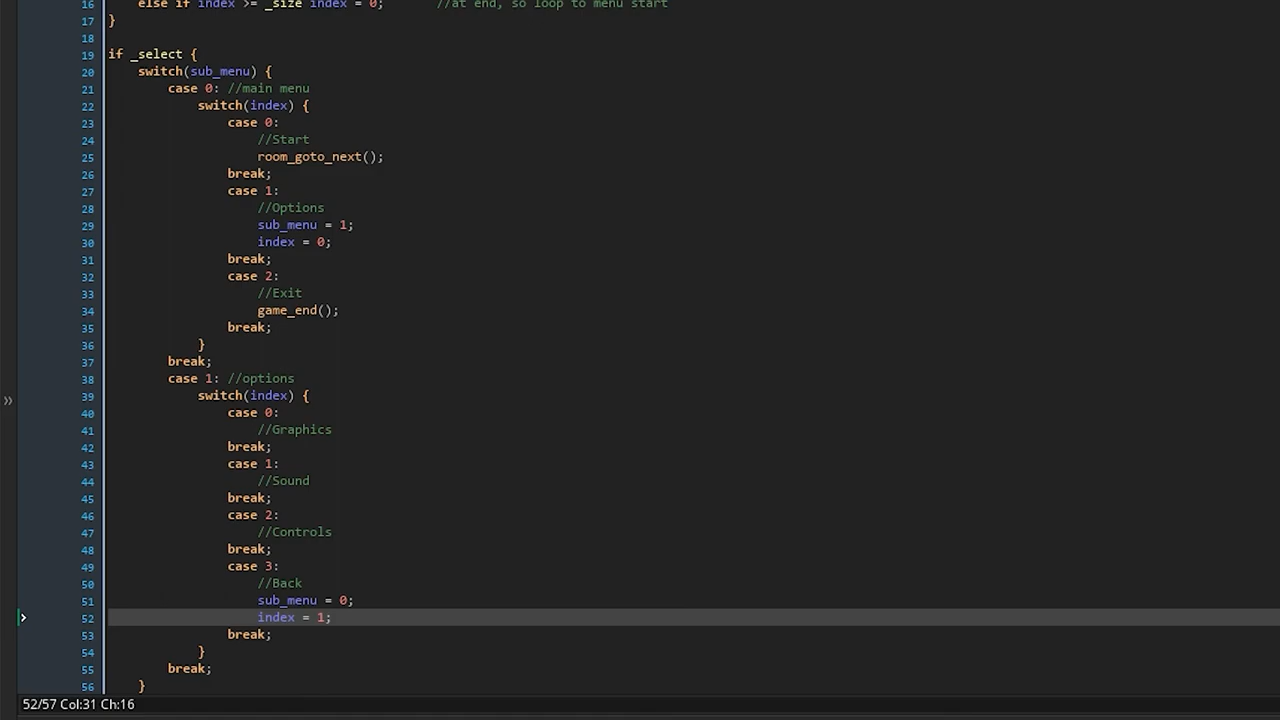 16 else if index >= _size index = 0; //at end, so loop to menu start
17 }
18
19 if _select {
20 switch(sub_menu) {
21 case 0: //main menu
22 switch(index) {
23 case 0:
24 //Start
25 room_goto_next();
26 break;
27 case 1:
28 //Options
29 sub_menu = 1;
30 index = 0;
31 break;
32 case 2:
33 //Exit
34 game_end();
35 break;
36 }
37 break;
38 case 1: //options
39 switch(index) {
40 case 0:
41 //Graphics
42 break;
43 case 1:
44 //Sound
45 break;
46 case 2:
47 //Controls
48 break;
49 case 3:
50 //Back
51 sub_menu = 0;
52 index = 1;
53 break;
54 }
55 break;
56 }
52/57 Col:31 Ch:16